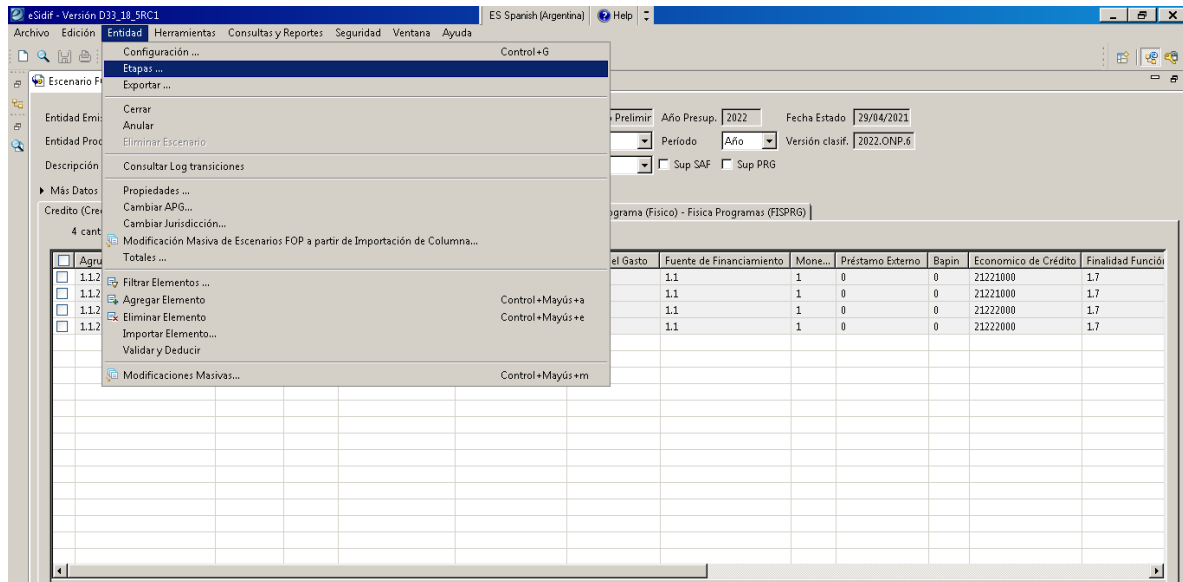 eSidif - Versión D33_18_5RC1
ES Spanish (Argentina) Help
Archivo Edición Entidad Herramientas Consultas y Reportes Seguridad Ventana Ayuda
Configuración ... Control+G
Etapas ...
Exportar ...
Cerrar
Anular
Eliminar Escenario
Consultar Log transiciones
Propiedades ...
Cambiar APG...
Cambiar Jurisdicción...
Modificación Masiva de Escenarios FOP a partir de Importación de Columna...
Totales ...
Filtrar Elementos ...
Agregar Elemento Control+Mayús+a
Eliminar Elemento Control+Mayús+e
Importar Elemento...
Validar y Deducir
Modificaciones Masivas... Control+Mayús+m
Escenario FO
Entidad Emi
Prelimir Año Presup. 2022 Fecha Estado 29/04/2021
Entidad Proc
Período Año Versión clasif. 2022.ONP.6
Descripción
Sup SAF Sup PRG
Más Datos
Credito (Cre
grama (Fisico) - Fisica Programas (FISPRG)
4 cant
Agru el Gasto Fuente de Financiamiento Mone... Préstamo Externo Bapin Economico de Crédito Finalidad Función
1.1.2 1.1 1 0 0 21221000 1.7
1.1.2 1.1 1 0 0 21221000 1.7
1.1.2 1.1 1 0 0 21222000 1.7
1.1.2 1.1 1 0 0 21222000 1.7